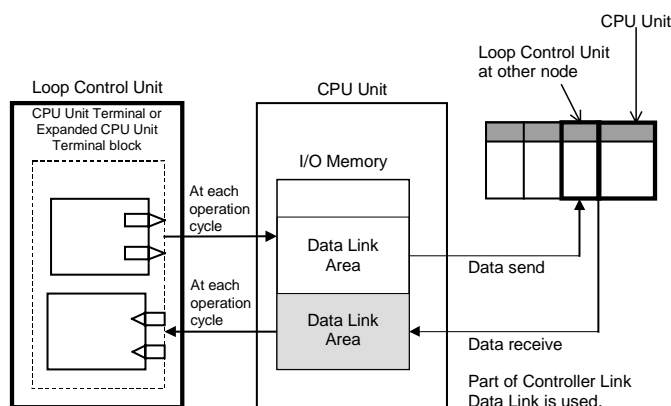 CPU Unit
Loop Control Unit
at other node
Loop Control Unit
CPU Unit
CPU Unit Terminal or
Expanded CPU Unit
Terminal block
I/O Memory
At each
operation
cycle
Data Link
Area
Data send
At each
operation
cycle
Data Link
Area
Data receive
Part of Controller Link
Data Link is used.